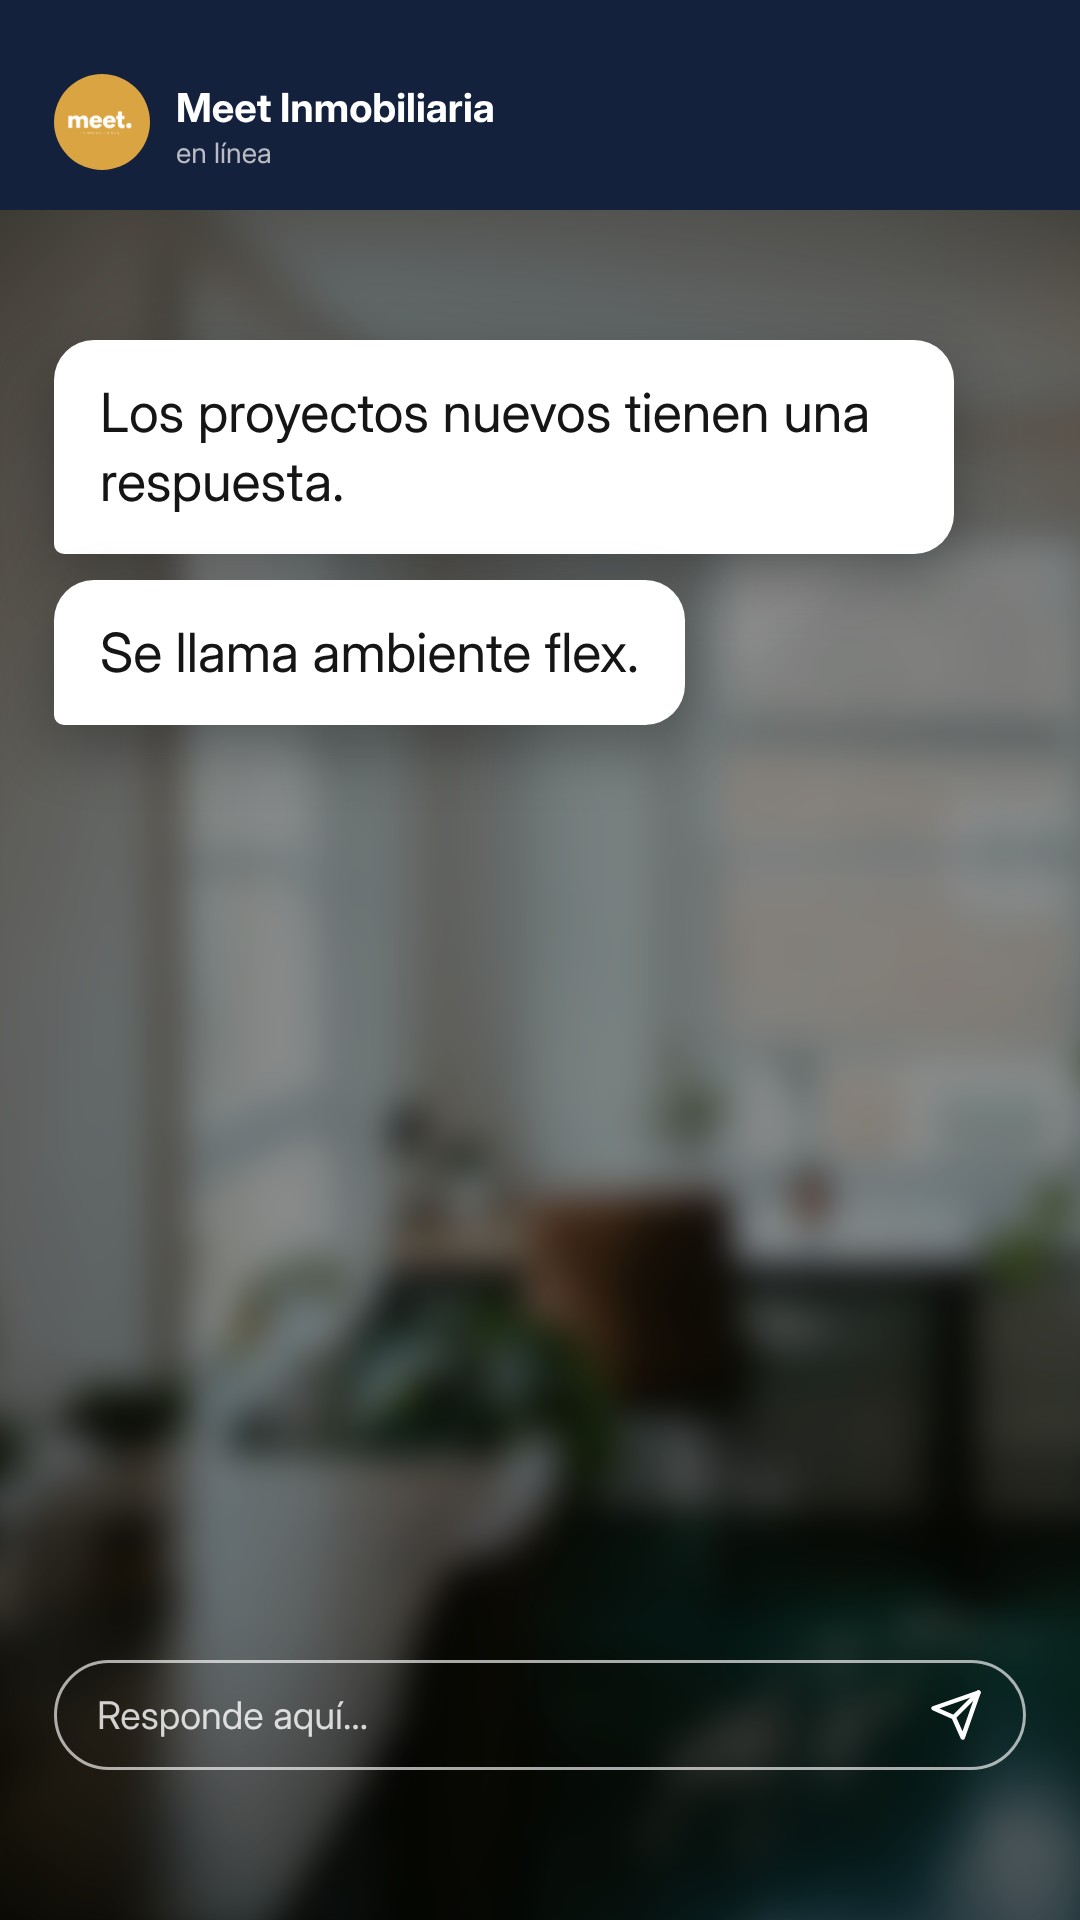 meet.
Meet Inmobiliaria
en línea
Los proyectos nuevos tienen una
respuesta.
Se llama ambiente flex.
Responde aquí...